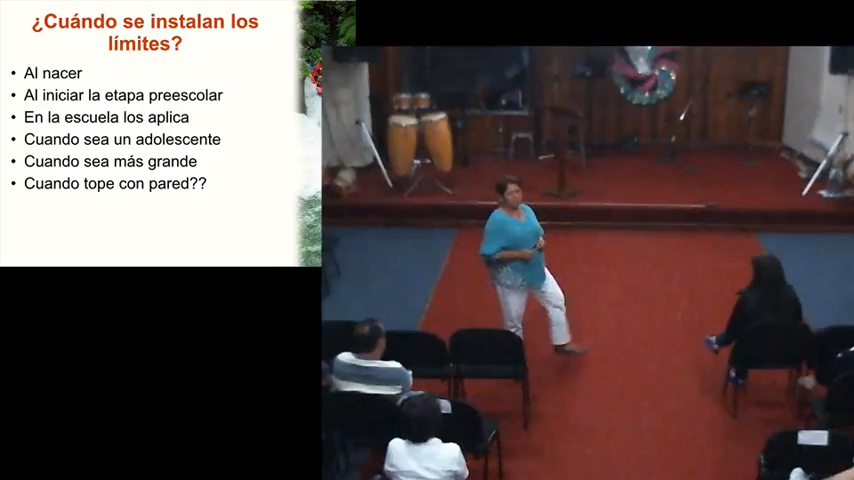 ¿Cuándo se instalan los
límites?
• Al nacer
• Al iniciar la etapa preescolar
• En la escuela los aplica
• Cuando sea un adolescente
• Cuando sea más grande
• Cuando tope con pared??